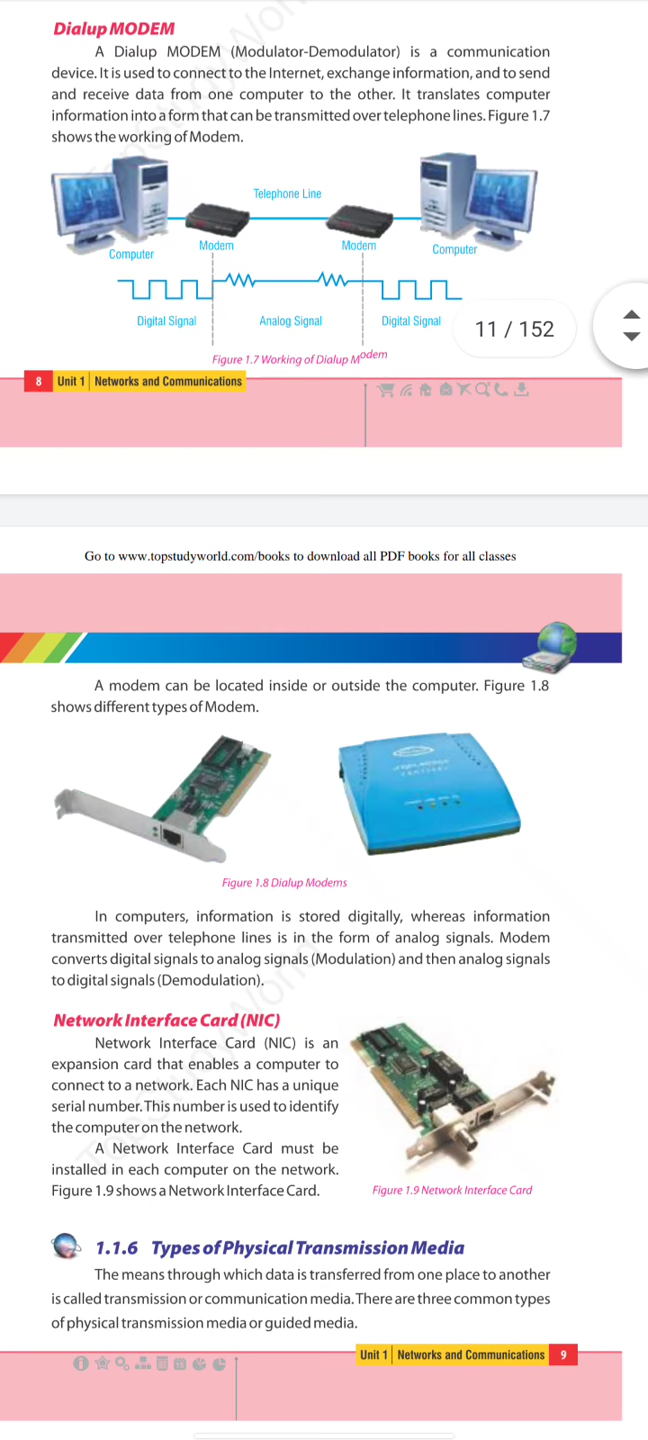 Dialup MODEM
A Dialup MODEM (Modulator-Demodulator) is a communication
device. It is used to connect to the Internet, exchange information, and to send
and receive data from one computer to the other. It translates computer
information into a form that can be transmitted over telephone lines. Figure 1.7
shows the working of Modem.
Telephone Line
Computer
Modem
Modem
Computer
Digital Signal
Analog Signal
Digital Signal
11 / 152
Figure 1.7 Working of Dialup Modem
8 Unit 1 Networks and Communications
Go to www.topstudyworld.com/books to download all PDF books for all classes
A modem can be located inside or outside the computer. Figure 1.8
shows different types of Modem.
Figure 1.8 Dialup Modems
In computers, information is stored digitally, whereas information
transmitted over telephone lines is in the form of analog signals. Modem
converts digital signals to analog signals (Modulation) and then analog signals
to digital signals (Demodulation).
Network Interface Card (NIC)
Network Interface Card (NIC) is an
expansion card that enables a computer to
connect to a network. Each NIC has a unique
serial number. This number is used to identify
the computer on the network.
A Network Interface Card must be
installed in each computer on the network.
Figure 1.9 shows a Network Interface Card.
Figure 1.9 Network Interface Card
1.1.6 Types of Physical Transmission Media
The means through which data is transferred from one place to another
is called transmission or communication media. There are three common types
of physical transmission media or guided media.
Unit 1 Networks and Communications 9